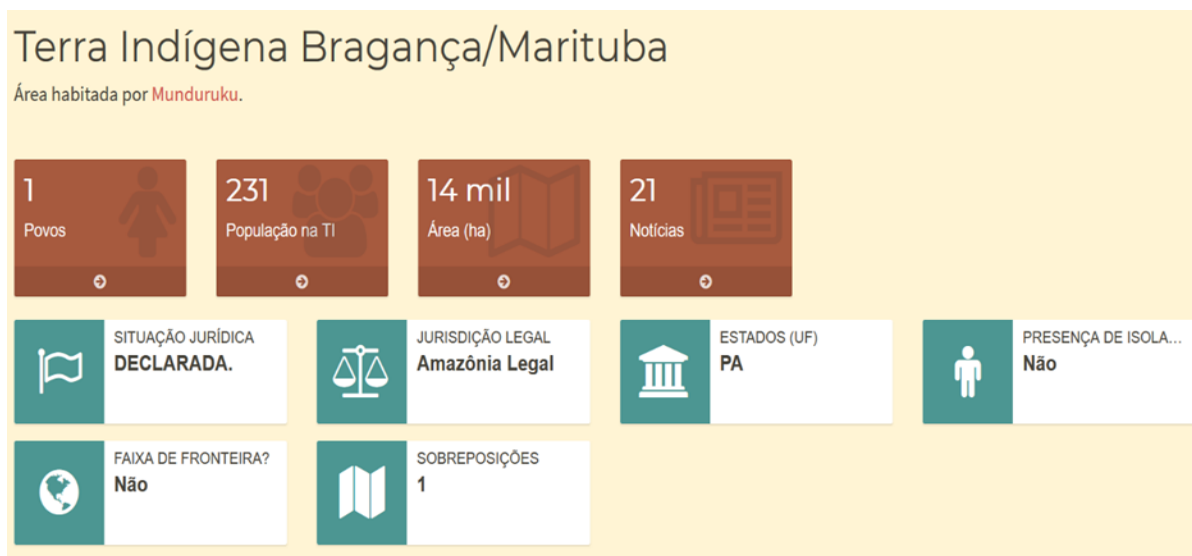 Terra Indígena Bragança/Marituba
Área habitada por Munduruku.
1
Povos
231
População na TI
14 mil
Área (ha)
21
Notícias
SITUAÇÃO JURÍDICA
DECLARADA.
JURISDIÇÃO LEGAL
Amazônia Legal
ESTADOS (UF)
PA
PRESENÇA DE ISOLA...
Não
FAIXA DE FRONTEIRA?
Não
SOBREPOSIÇÕES
1